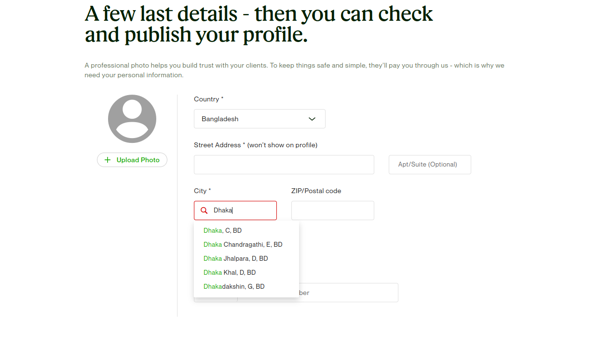 A few last details - then you can check
and publish your profile.
A professional photo helps you build trust with your clients. To keep things safe and simple, they'll pay you through us - which is why we
need your personal information.
Country *
Bangladesh
Upload Photo
Street Address * (won't show on profile)
Apt/Suite (Optional)
City *
ZIP/Postal code
Dhaka
Dhaka, C, BD
Dhaka Chandragathi, E, BD
Dhaka Jhalpara, D, BD
Dhaka Khal, D, BD
Dhakadakshin, G, BD